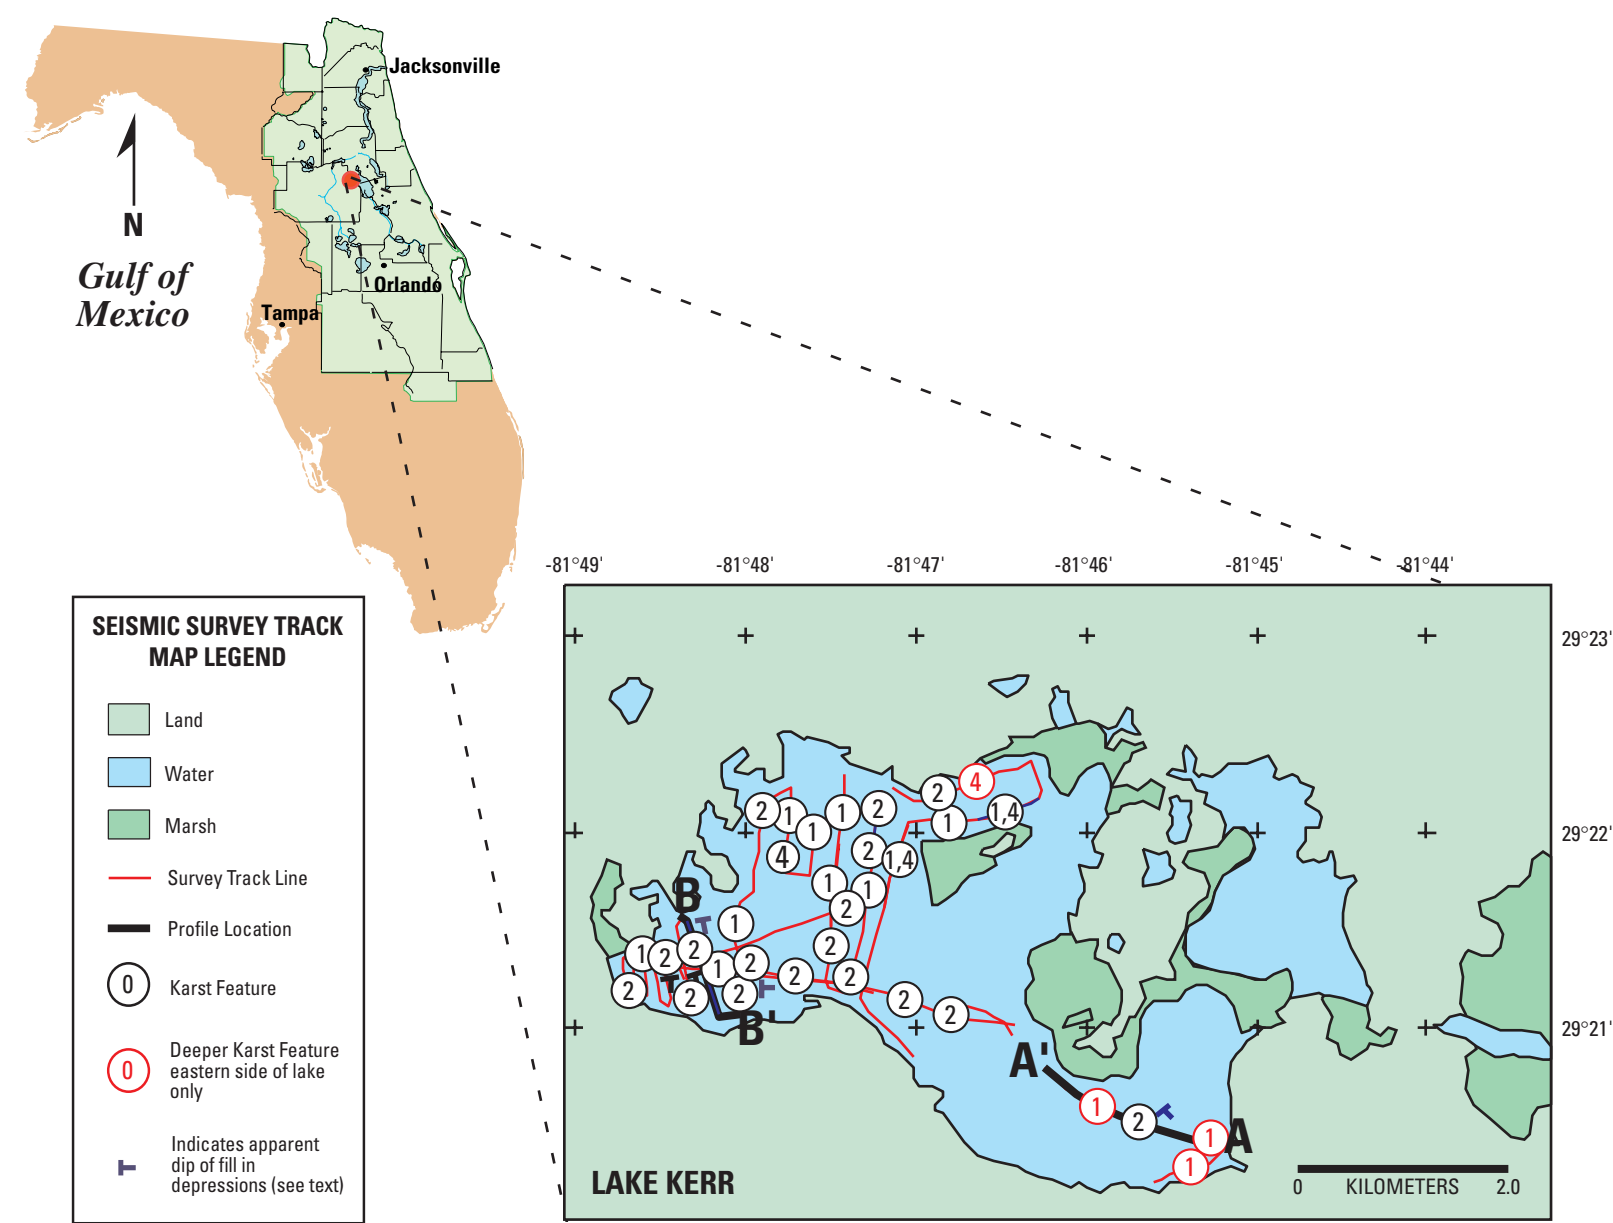 Jacksonville
N
Gulf of
Mexico
Orlando
Tampa
-81°49'
-81°48'
-81°47'
-81°46'
-81°45'
-81°44'
29°23'
29°22'
29°21'
SEISMIC SURVEY TRACK
MAP LEGEND
Land
Water
Marsh
Survey Track Line
Profile Location
0
Karst Feature
0
Deeper Karst Feature
eastern side of lake
only
Indicates apparent
dip of fill in
depressions (see text)
2
4
2
1
1
1,4
2
1
1
2
4
2
1,4
1
1
2
B
1
2
1
2
2
1
2
2
2
2
2
2
2
2
2
B'
A'
1
2
1
A
1
LAKE KERR
0 KILOMETERS 2.0